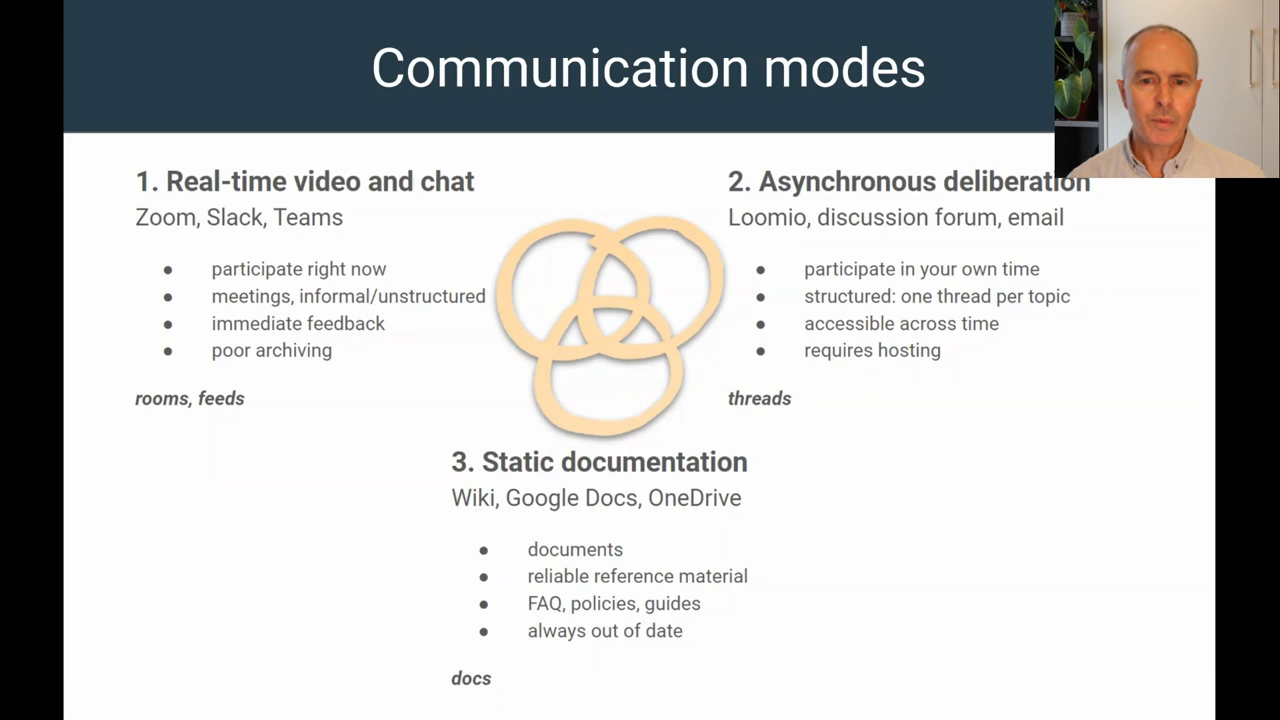 Communication modes
1. Real-time video and chat
Zoom, Slack, Teams
● participate right now
● meetings, informal/unstructured
● immediate feedback
● poor archiving
rooms, feeds
2. Asynchronous deliberation
Loomio, discussion forum, email
● participate in your own time
● structured: one thread per topic
● accessible across time
● requires hosting
threads
3. Static documentation
Wiki, Google Docs, OneDrive
● documents
● reliable reference material
● FAQ, policies, guides
● always out of date
docs